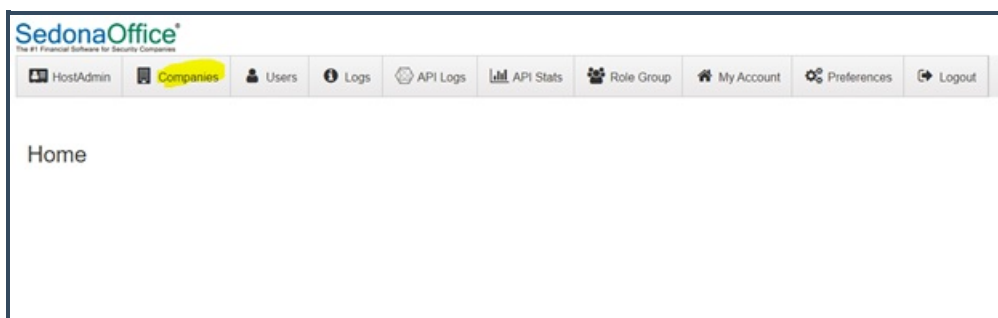 SedonaOffice®
The #1 Financial Software for Security Companies
HostAdmin Companies Users Logs API Logs API Stats Role Group My Account Preferences Logout
Home